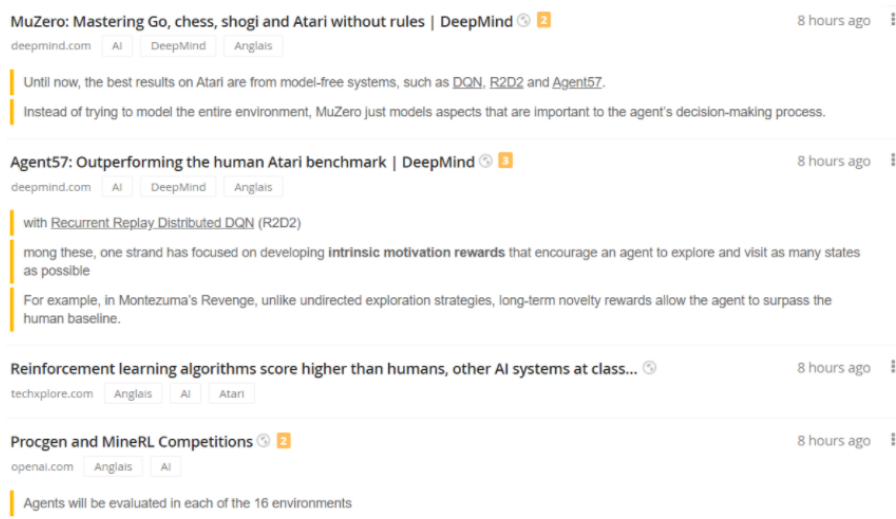 MuZero: Mastering Go, chess, shogi and Atari without rules | DeepMind 2 8 hours ago
deepmind.com AI DeepMind Anglais
Until now, the best results on Atari are from model-free systems, such as DQN, R2D2 and Agent57.
Instead of trying to model the entire environment, MuZero just models aspects that are important to the agent's decision-making process.
Agent57: Outperforming the human Atari benchmark | DeepMind 3 8 hours ago
deepmind.com AI DeepMind Anglais
with Recurrent Replay Distributed DQN (R2D2)
mong these, one strand has focused on developing intrinsic motivation rewards that encourage an agent to explore and visit as many states
as possible
For example, in Montezuma's Revenge, unlike undirected exploration strategies, long-term novelty rewards allow the agent to surpass the
human baseline.
Reinforcement learning algorithms score higher than humans, other AI systems at class... 8 hours ago
techxplore.com Anglais AI Atari
Procgen and MineRL Competitions 2 8 hours ago
openai.com Anglais AI
Agents will be evaluated in each of the 16 environments